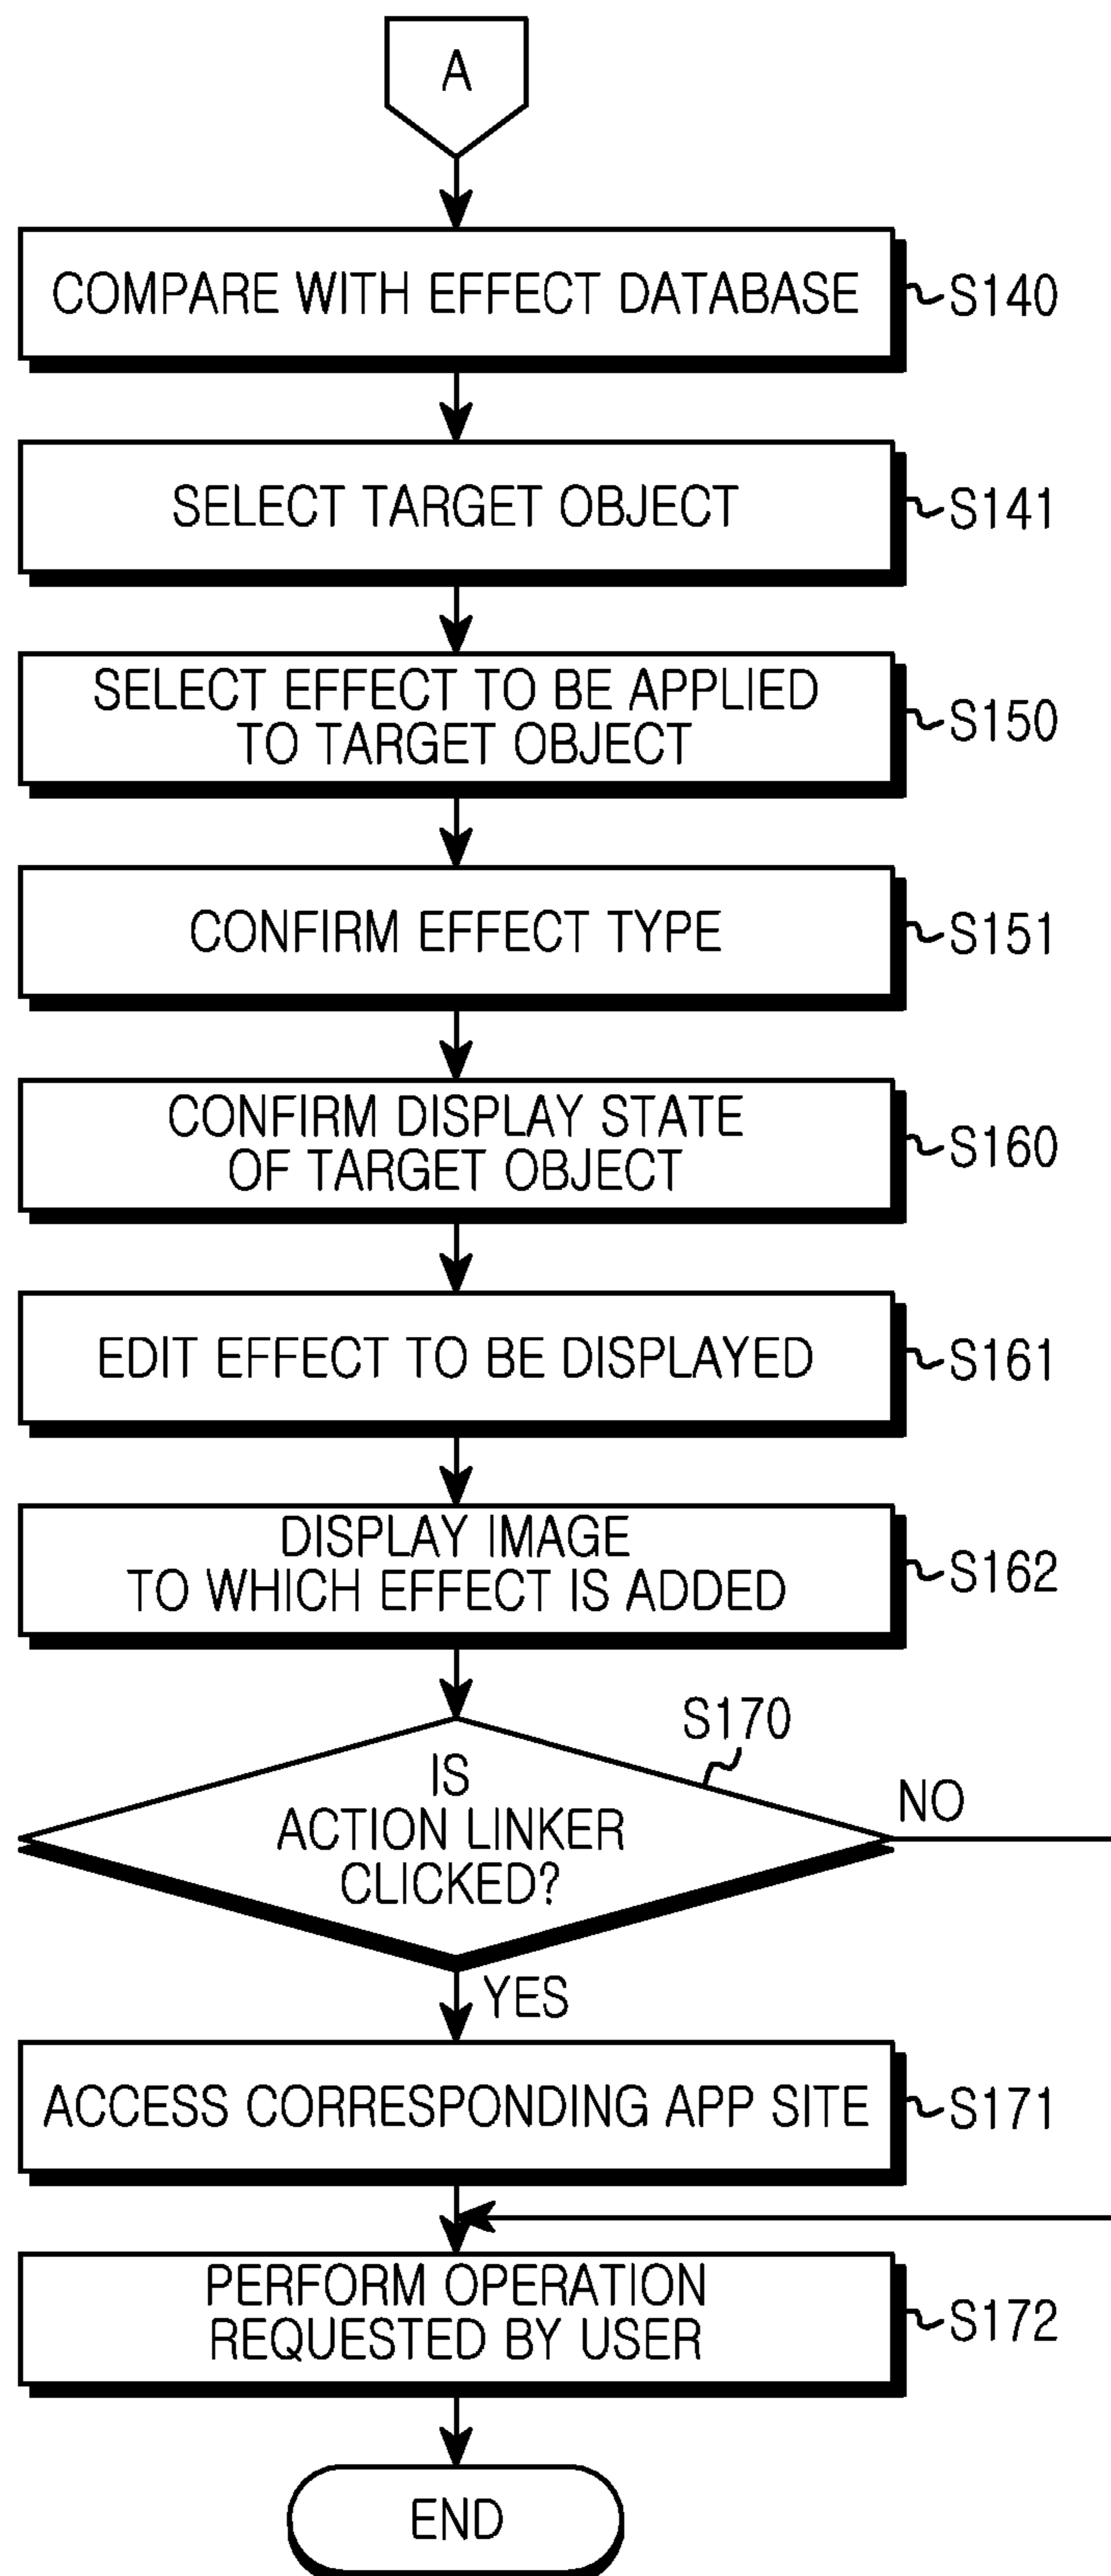 A
COMPARE WITH EFFECT DATABASE
S140
SELECT TARGET OBJECT
S141
SELECT EFFECT TO BE APPLIED
TO TARGET OBJECT
S150
CONFIRM EFFECT TYPE
S151
CONFIRM DISPLAY STATE
OF TARGET OBJECT
S160
EDIT EFFECT TO BE DISPLAYED
S161
DISPLAY IMAGE
TO WHICH EFFECT IS ADDED
S162
S170
IS
ACTION LINKER
CLICKED?
NO
YES
ACCESS CORRESPONDING APP SITE
S171
PERFORM OPERATION
REQUESTED BY USER
S172
END